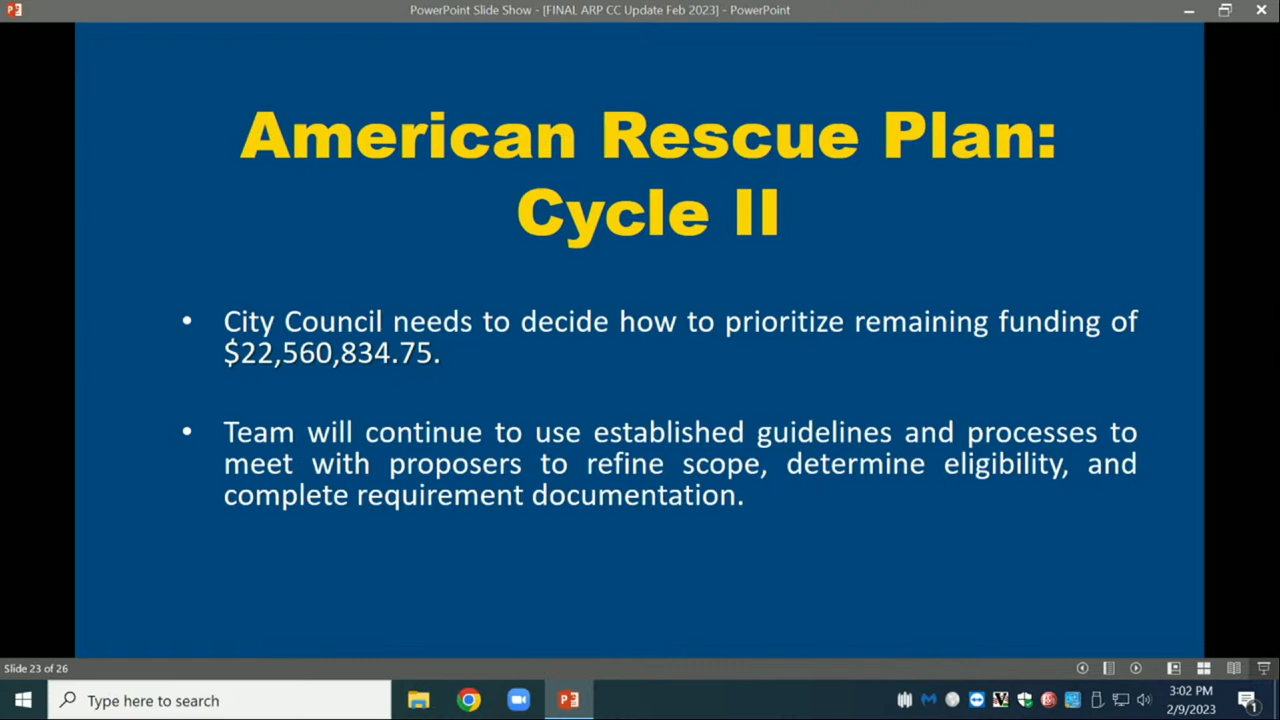 PowerPoint Slide Show - [FINAL ARP CC Update Feb 2023] - PowerPoint
American Rescue Plan:
Cycle II
• City Council needs to decide how to prioritize remaining funding of
$22,560,834.75.
• Team will continue to use established guidelines and processes to
meet with proposers to refine scope, determine eligibility, and
complete requirement documentation.
Slide 23 of 26
Type here to search
3:02 PM
2/9/2023
1